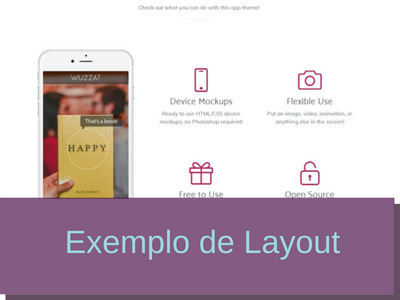 Check out what you can do with this app theme!
WUZZAT
That's a book!
HAPPY
Device Mockups
Ready to use HTML/CSS device
mockups, no Photoshop required!
Flexible Use
Put an image, video, animation, or
anything else in the screen!
Free to Use
Open Source
Exemplo de Layout